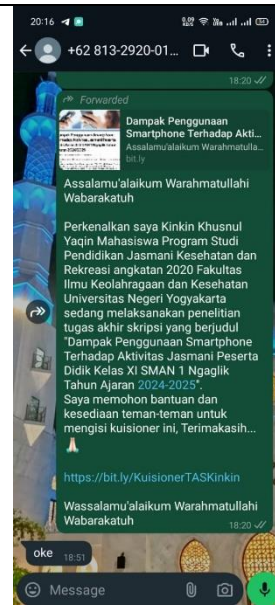 20:16
+62 813-2920-01...
18:20
Forwarded
Dampak Penggunaan
Smartphone Terhadap Akti...
Assalamu'alaikum Warahmatulla...
bit.ly
Assalamu'alaikum Warahmatullahi
Wabarakatuh
Perkenalkan saya Kinkin Khusnul
Yaqin Mahasiswa Program Studi
Pendidikan Jasmani Kesehatan dan
Rekreasi angkatan 2020 Fakultas
Ilmu Keolahragaan dan Kesehatan
Universitas Negeri Yogyakarta
sedang melaksanakan penelitian
tugas akhir skripsi yang berjudul
"Dampak Penggunaan Smartphone
Terhadap Aktivitas Jasmani Peserta
Didik Kelas XI SMAN 1 Ngaglik
Tahun Ajaran 2024-2025".
Saya memohon bantuan dan
kesediaan teman-teman untuk
mengisi kuisioner ini, Terimakasih...
🙏🏻
https://bit.ly/KuisionerTASKinkin
Wassalamu'alaikum Warahmatullahi
Wabarakatuh
18:20
oke 18:51
Message